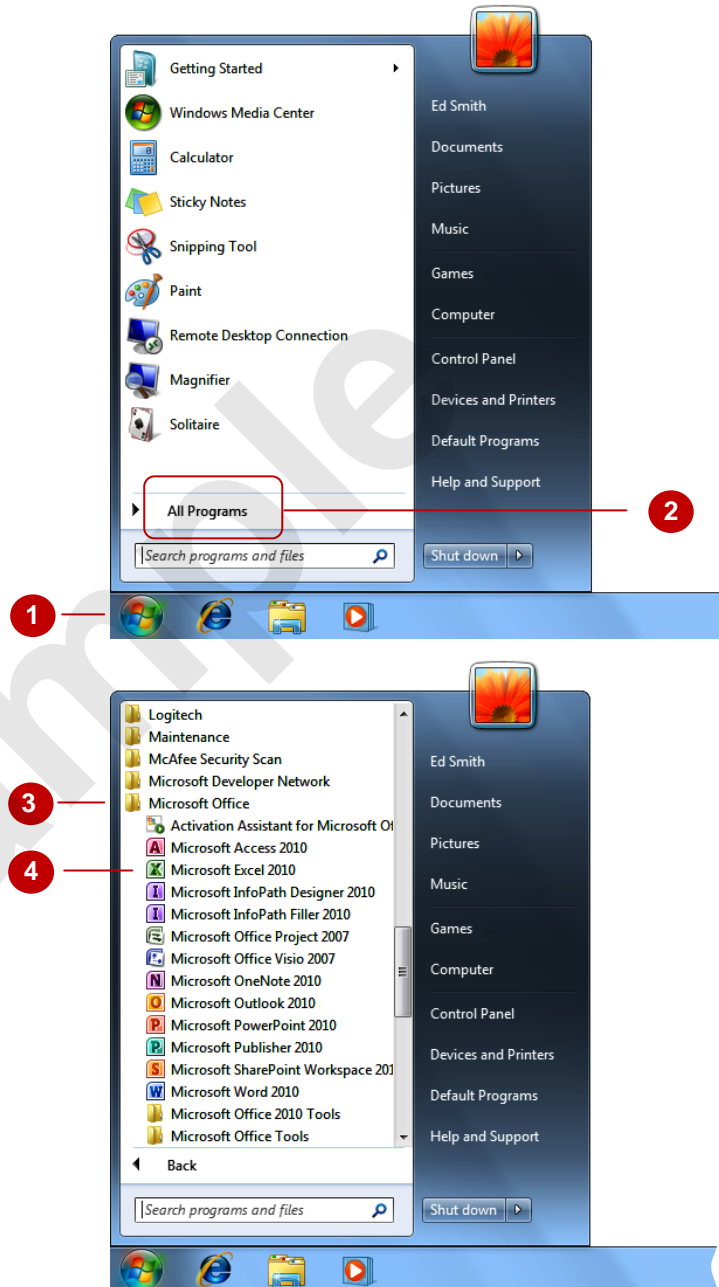 Getting Started
Windows Media Center
Calculator
Sticky Notes
Snipping Tool
Paint
Remote Desktop Connection
Magnifier
Solitaire
All Programs
Search programs and files
Ed Smith
Documents
Pictures
Music
Games
Computer
Control Panel
Devices and Printers
Default Programs
Help and Support
Shut down
2
1
Logitech
Maintenance
McAfee Security Scan
Microsoft Developer Network
Microsoft Office
Activation Assistant for Microsoft Of
Microsoft Access 2010
Microsoft Excel 2010
Microsoft InfoPath Designer 2010
Microsoft InfoPath Filler 2010
Microsoft Office Project 2007
Microsoft Office Visio 2007
Microsoft OneNote 2010
Microsoft Outlook 2010
Microsoft PowerPoint 2010
Microsoft Publisher 2010
Microsoft SharePoint Workspace 201
Microsoft Word 2010
Microsoft Office 2010 Tools
Microsoft Office Tools
Back
Search programs and files
3
4
Ed Smith
Documents
Pictures
Music
Games
Computer
Control Panel
Devices and Printers
Default Programs
Help and Support
Shut down
ample